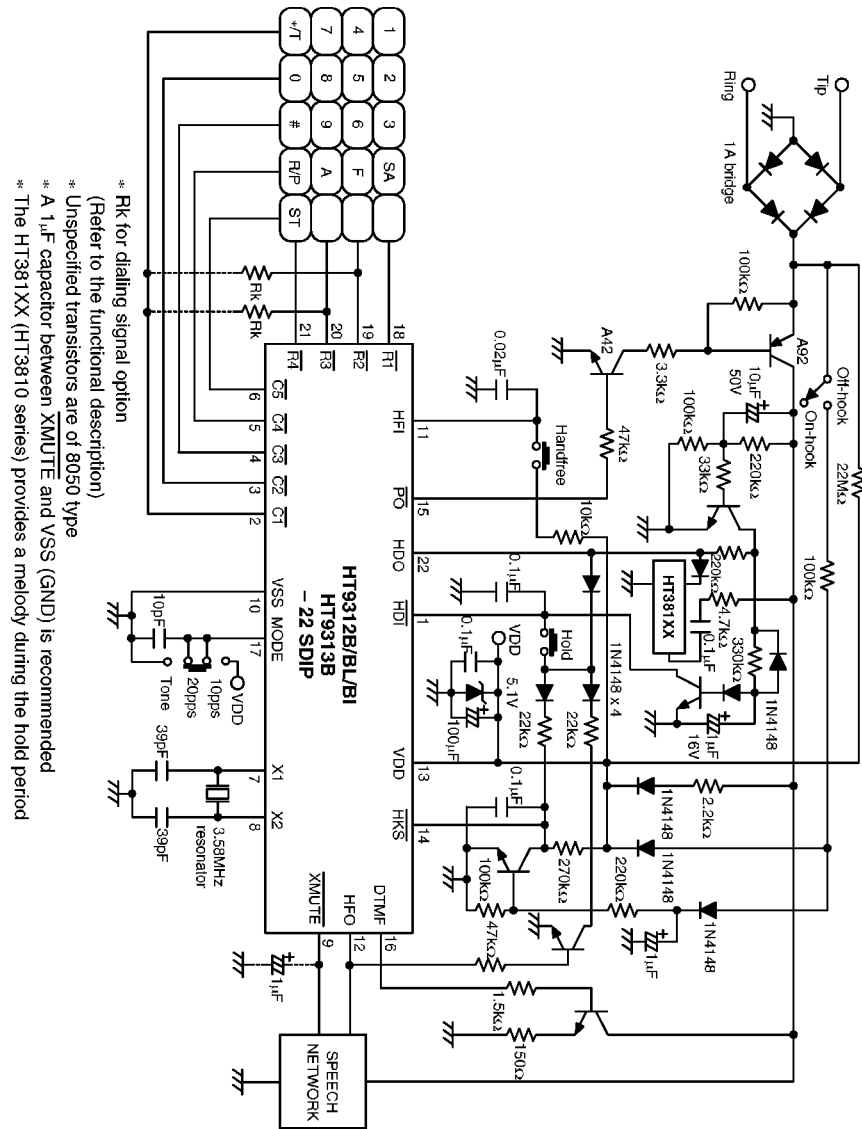 Tip
Ring
1A bridge
100kΩ
A92
Off-hook
On-hook
22MΩ
100kΩ
10μF
50V
220kΩ
100kΩ
33kΩ
3.3kΩ
A42
47kΩ
220kΩ
HT381XX
4.7kΩ
0.1μF
330kΩ
1N4148
1μF
16V
2.2kΩ
1N4148
1N4148
1N4148
1μF
0.02μF
Handfree
10kΩ
0.1μF
Hold
1N4148 x 4
22kΩ
22kΩ
0.1μF
VDD
5.1V
100μF
0.1μF
270kΩ
220kΩ
100kΩ
47kΩ
1.5kΩ
150Ω
1 2 3 SA
4 5 6 F
7 8 9 A
*/T 0 # R/P ST
Rk
Rk
18 R1
19 R2
20 R3
21 R4
HFI 11
PO 15
HDO 22
HDI 1
VDD 13
HKS 14
DTMF 16
HFO 12
XMUTE 9
C5 6
C4 5
C3 4
C2 3
C1 2
VSS 10
MODE 17
X1 7
X2 8
HT9312B/BL/BI
HT9313B
– 22 SDIP
10pF
Tone
20pps
10pps
VDD
39pF
39pF
3.58MHz
resonator
1μF
SPEECH
NETWORK
* Rk for dialing signal option
(Refer to the functional description)
* Unspecified transistors are of 8050 type
* A 1μF capacitor between XMUTE and VSS (GND) is recommended
* The HT381XX (HT3810 series) provides a melody during the hold period